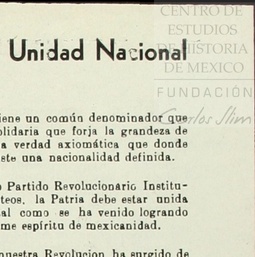 CENTRO DE
ESTUDIOS
DE HISTORIA
DE MEXICO
FUNDACIÓN
Carlos Slim
Unidad Nacional
iene un común denominador que
olidaria que forja la grandeza de
a verdad axiomática que donde
ste una nacionalidad definida.
o Partido Revolucionario Institu-
teos, la Patria debe estar unida
al como se ha venido logrando
me espíritu de mexicanidad.
nuestra Revolucion ha surgido de